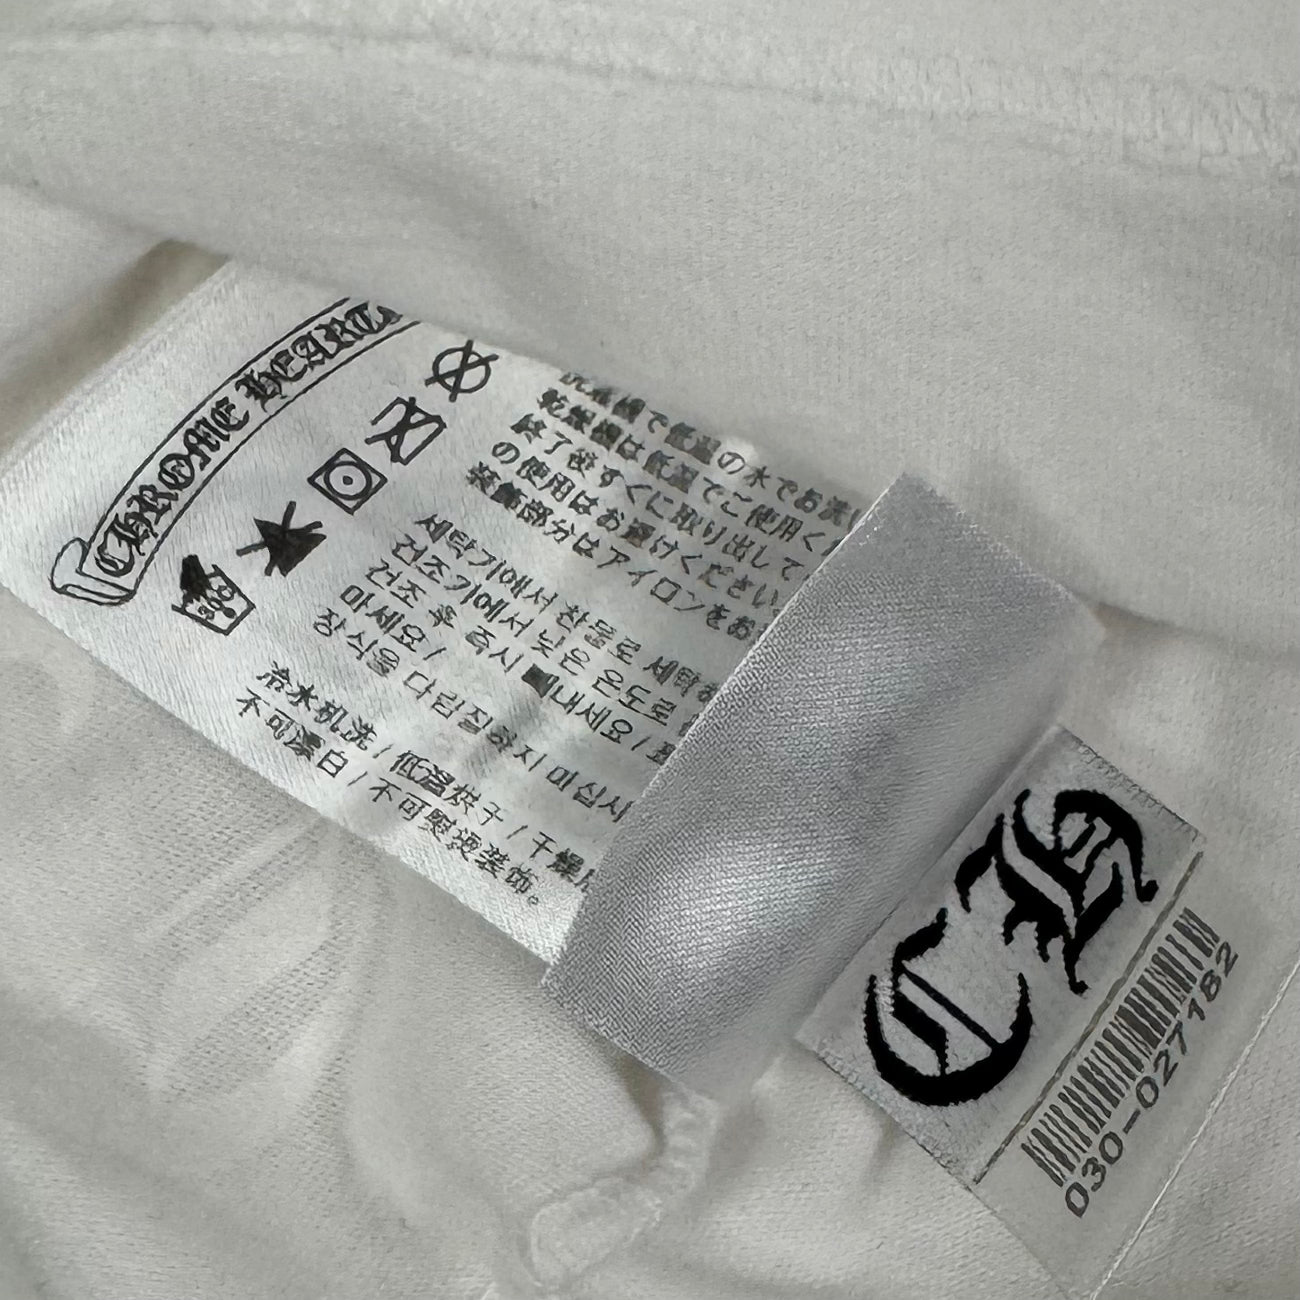 CHROME HEARTS
30C
洗濯機で低温の水でお洗い
乾燥機は低温でご使用く
終了後すぐに取り出して
の使用はお避けください
装飾部分はアイロンをお
세탁기에서 찬물로 세탁
건조기에서 낮은 온도로
건조 후 즉시 꺼내세요 /
마세요 /
장식을 다림질하지 마십시
冷水机洗 / 低温烘干 / 干燥
不可漂白 / 不可熨烫装饰。
CH
030-027182